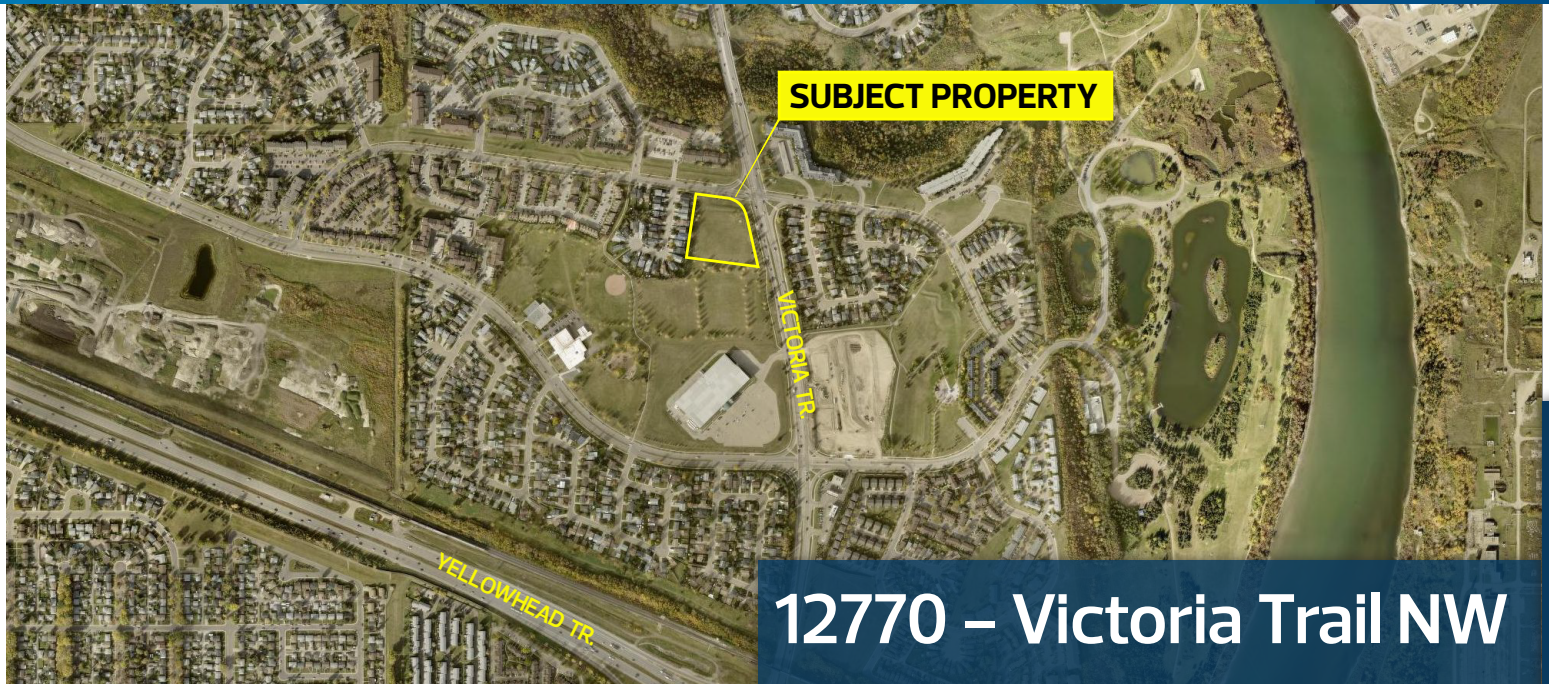 SUBJECT PROPERTY
VICTORIA TR.
YELLOWHEAD TR.
12770 – Victoria Trail NW